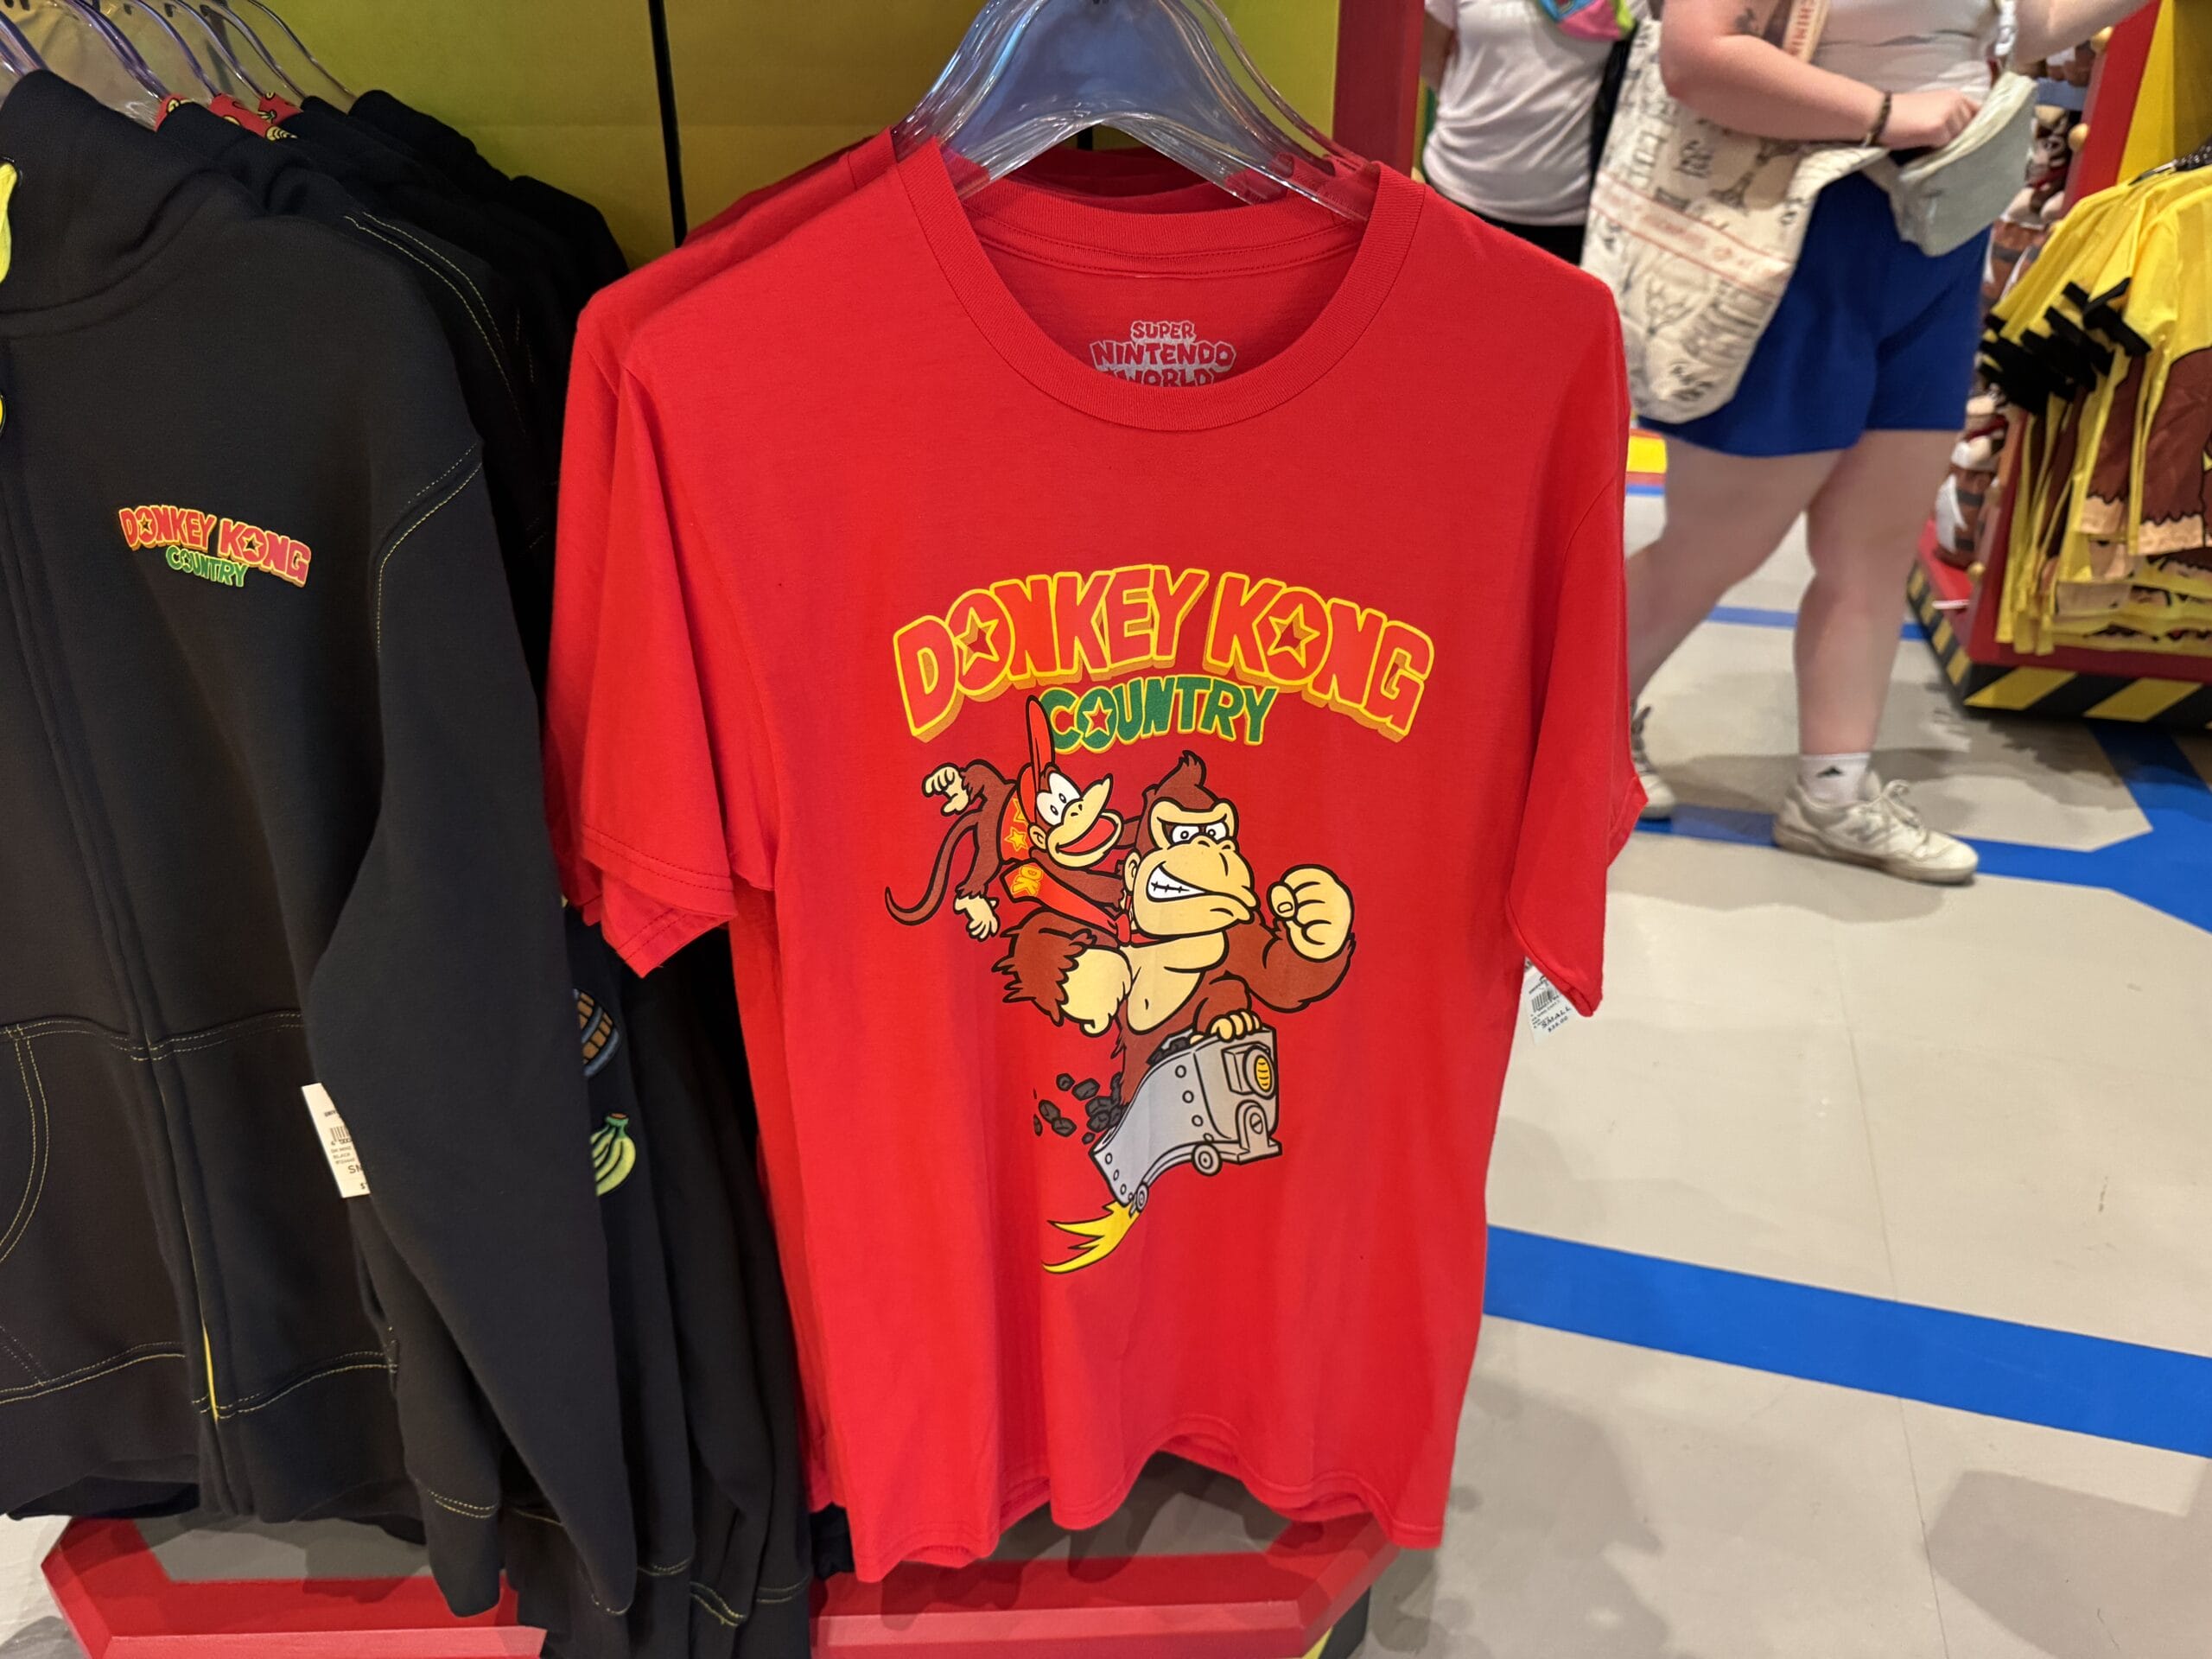 DONKEY KONG
COUNTRY
SUPER
NINTENDO
WORLD
DONKEY KONG
COUNTRY
DK
SMALL